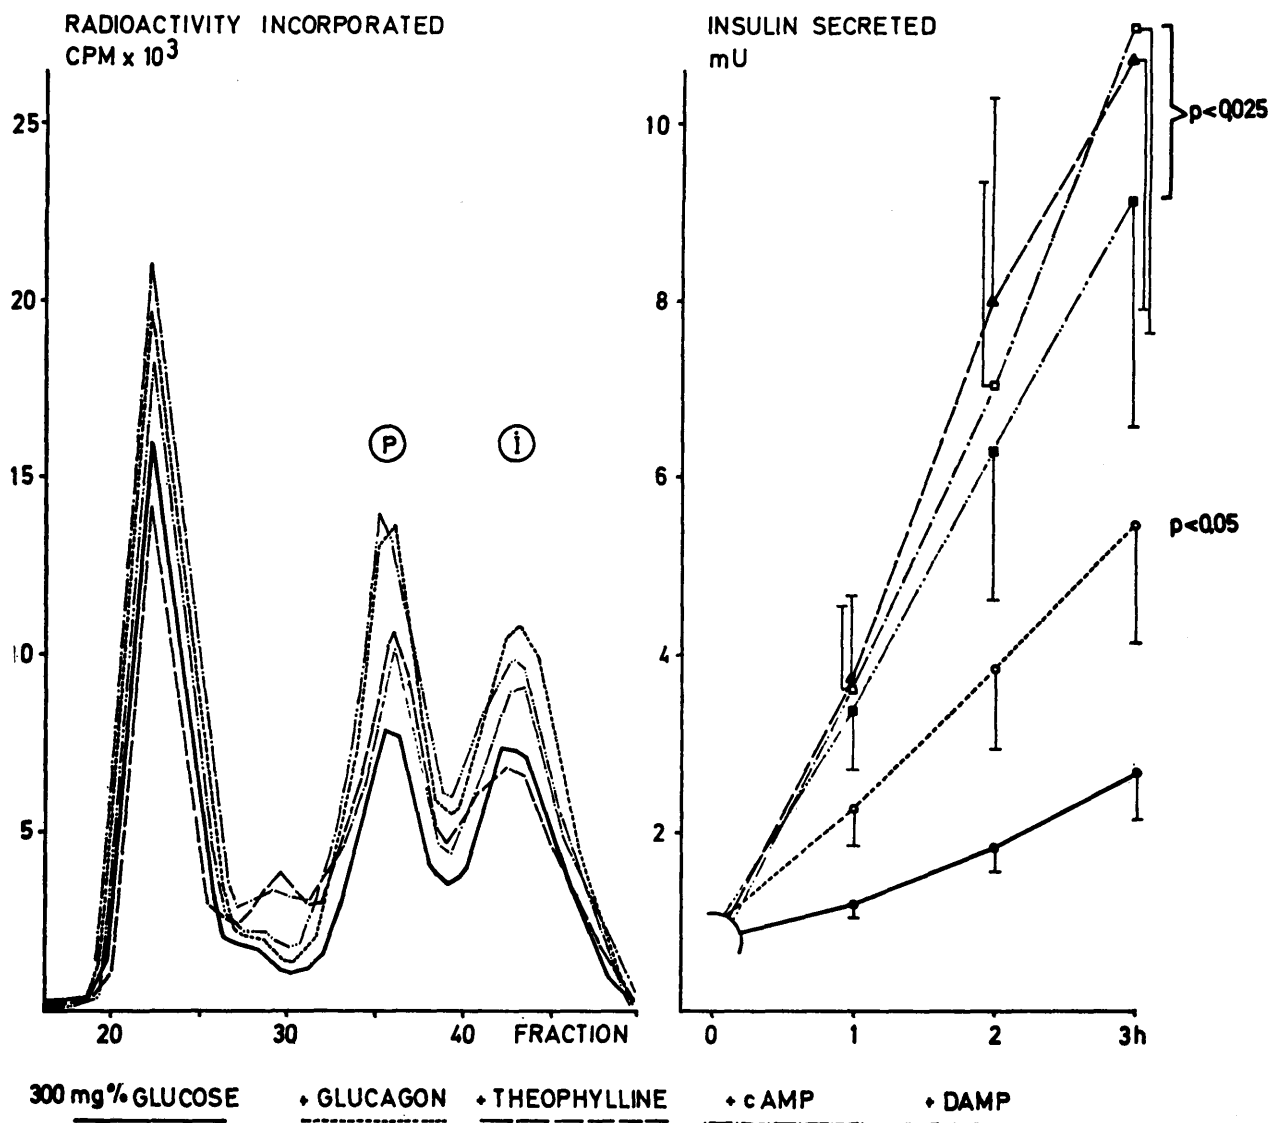 RADIOACTIVITY INCORPORATED
CPM x 10³
25
20
15
10
5
P
i
20 30 40 FRACTION
INSULIN SECRETED
mU
10
8
6
4
2
p<0,025
p<0,05
0 1 2 3h
300 mg% GLUCOSE + GLUCAGON + THEOPHYLLINE + cAMP + DAMP